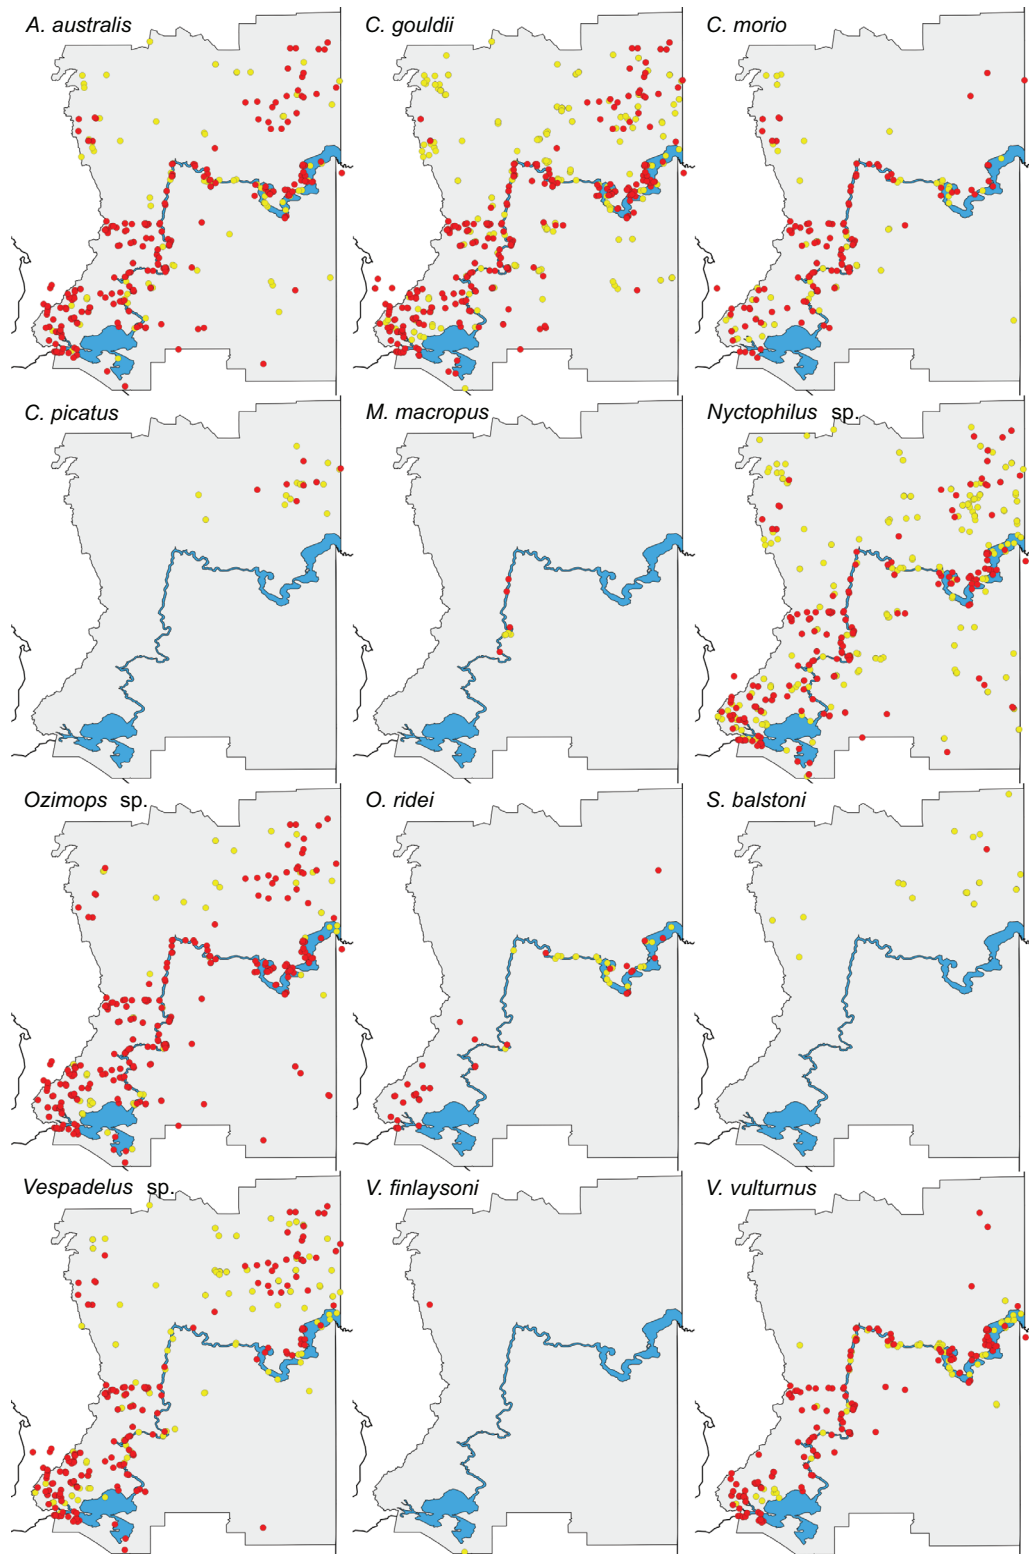 A. australis
C. gouldii
C. morio
C. picatus
M. macropus
Nyctophilus sp.
Ozimops sp.
O. ridei
S. balstoni
Vespadelus sp.
V. finlaysoni
V. vulturnus